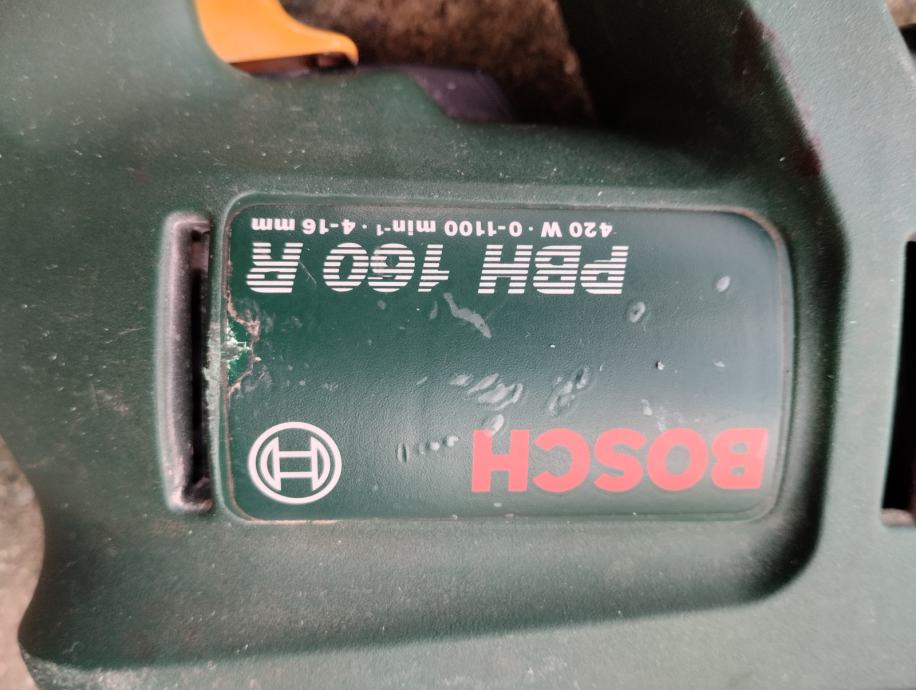 BOSCH
PBH 160 R
420 W · 0-1100 min⁻¹ · 4-16 mm